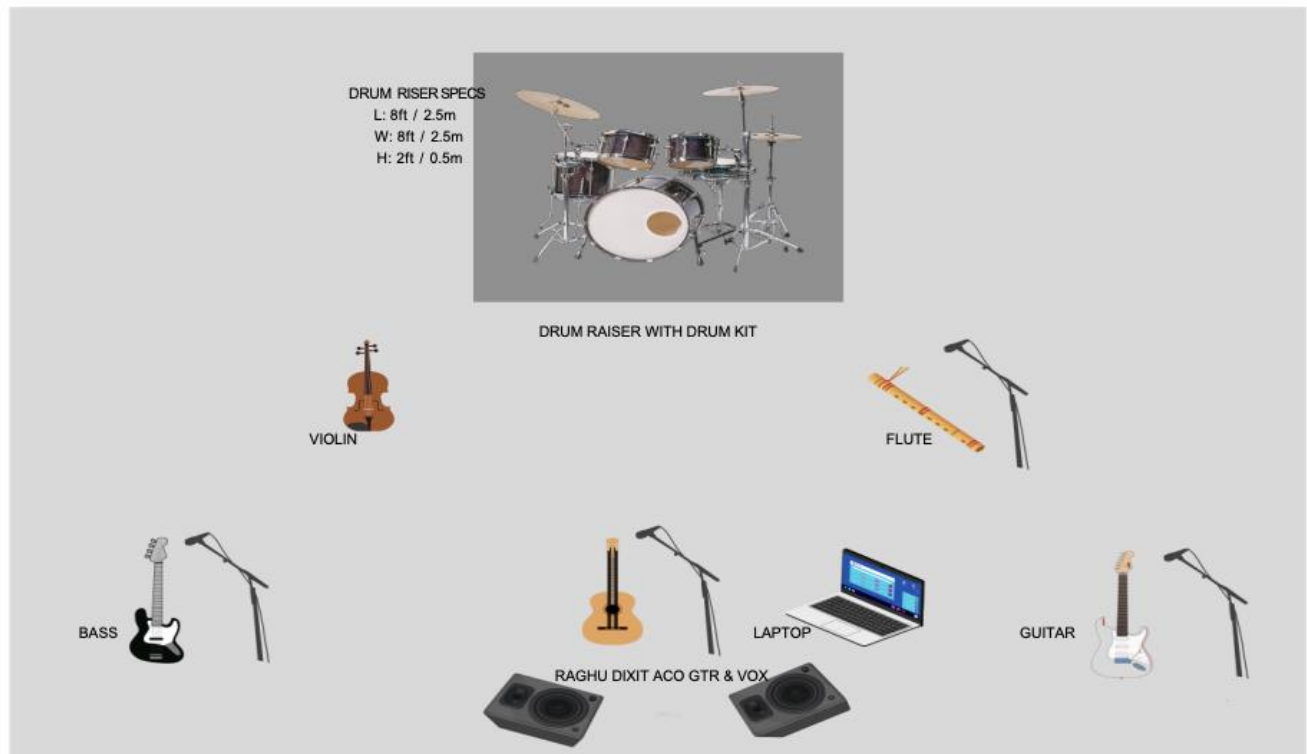 DRUM RISER SPECS
L: 8ft / 2.5m
W: 8ft / 2.5m
H: 2ft / 0.5m
DRUM RAISER WITH DRUM KIT
VIOLIN
FLUTE
BASS
LAPTOP
GUITAR
RAGHU DIXIT ACO GTR & VOX